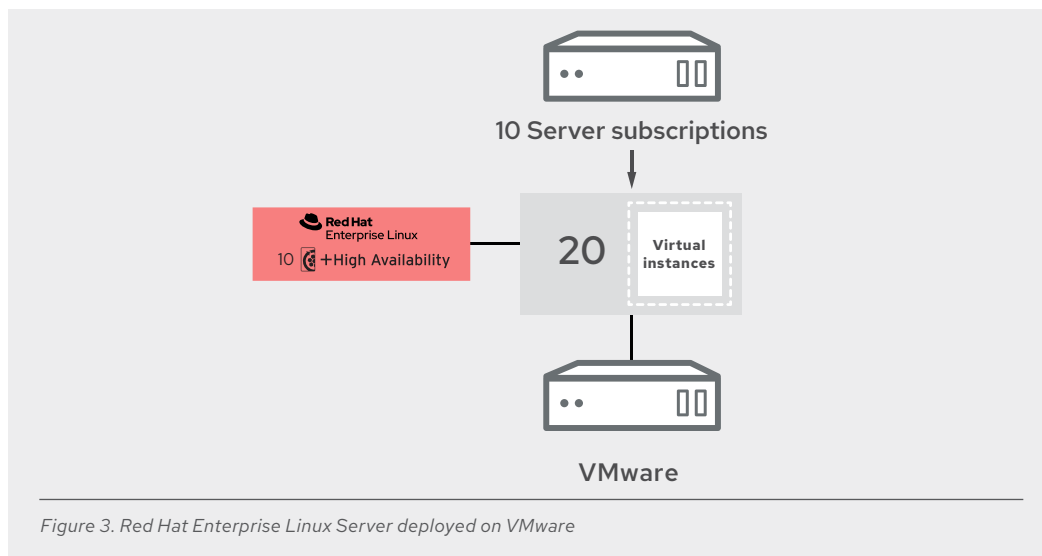 10 Server subscriptions
Red Hat
Enterprise Linux
10 +High Availability
20
Virtual
instances
VMware
Figure 3. Red Hat Enterprise Linux Server deployed on VMware